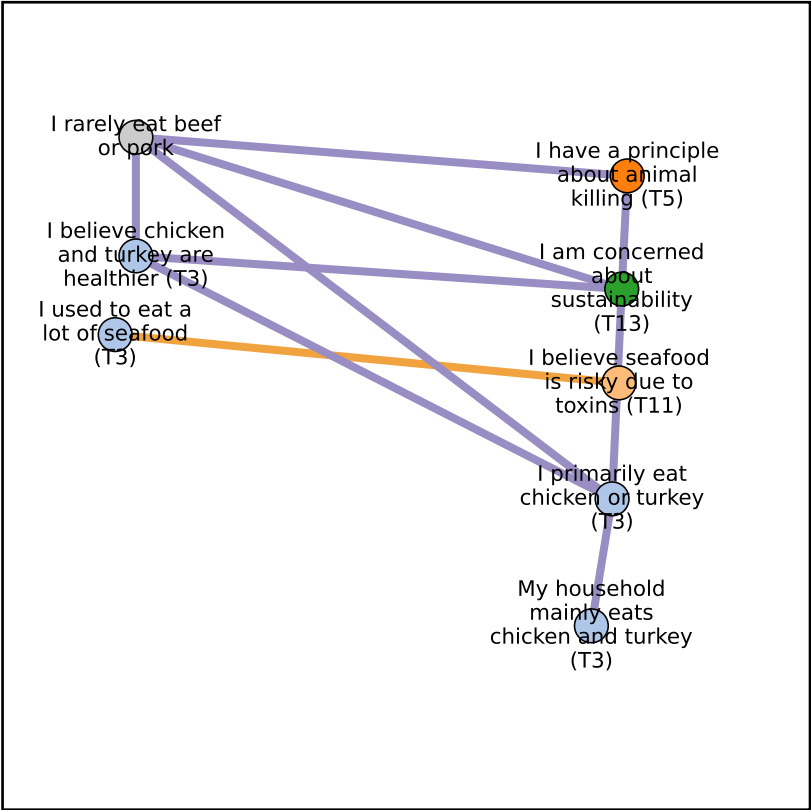 I rarely eat beef
or pork
I have a principle
about animal
killing (T5)
I believe chicken
and turkey are
healthier (T3)
I am concerned
about
sustainability
(T13)
I used to eat a
lot of seafood
(T3)
I believe seafood
is risky due to
toxins (T11)
I primarily eat
chicken or turkey
(T3)
My household
mainly eats
chicken and turkey
(T3)